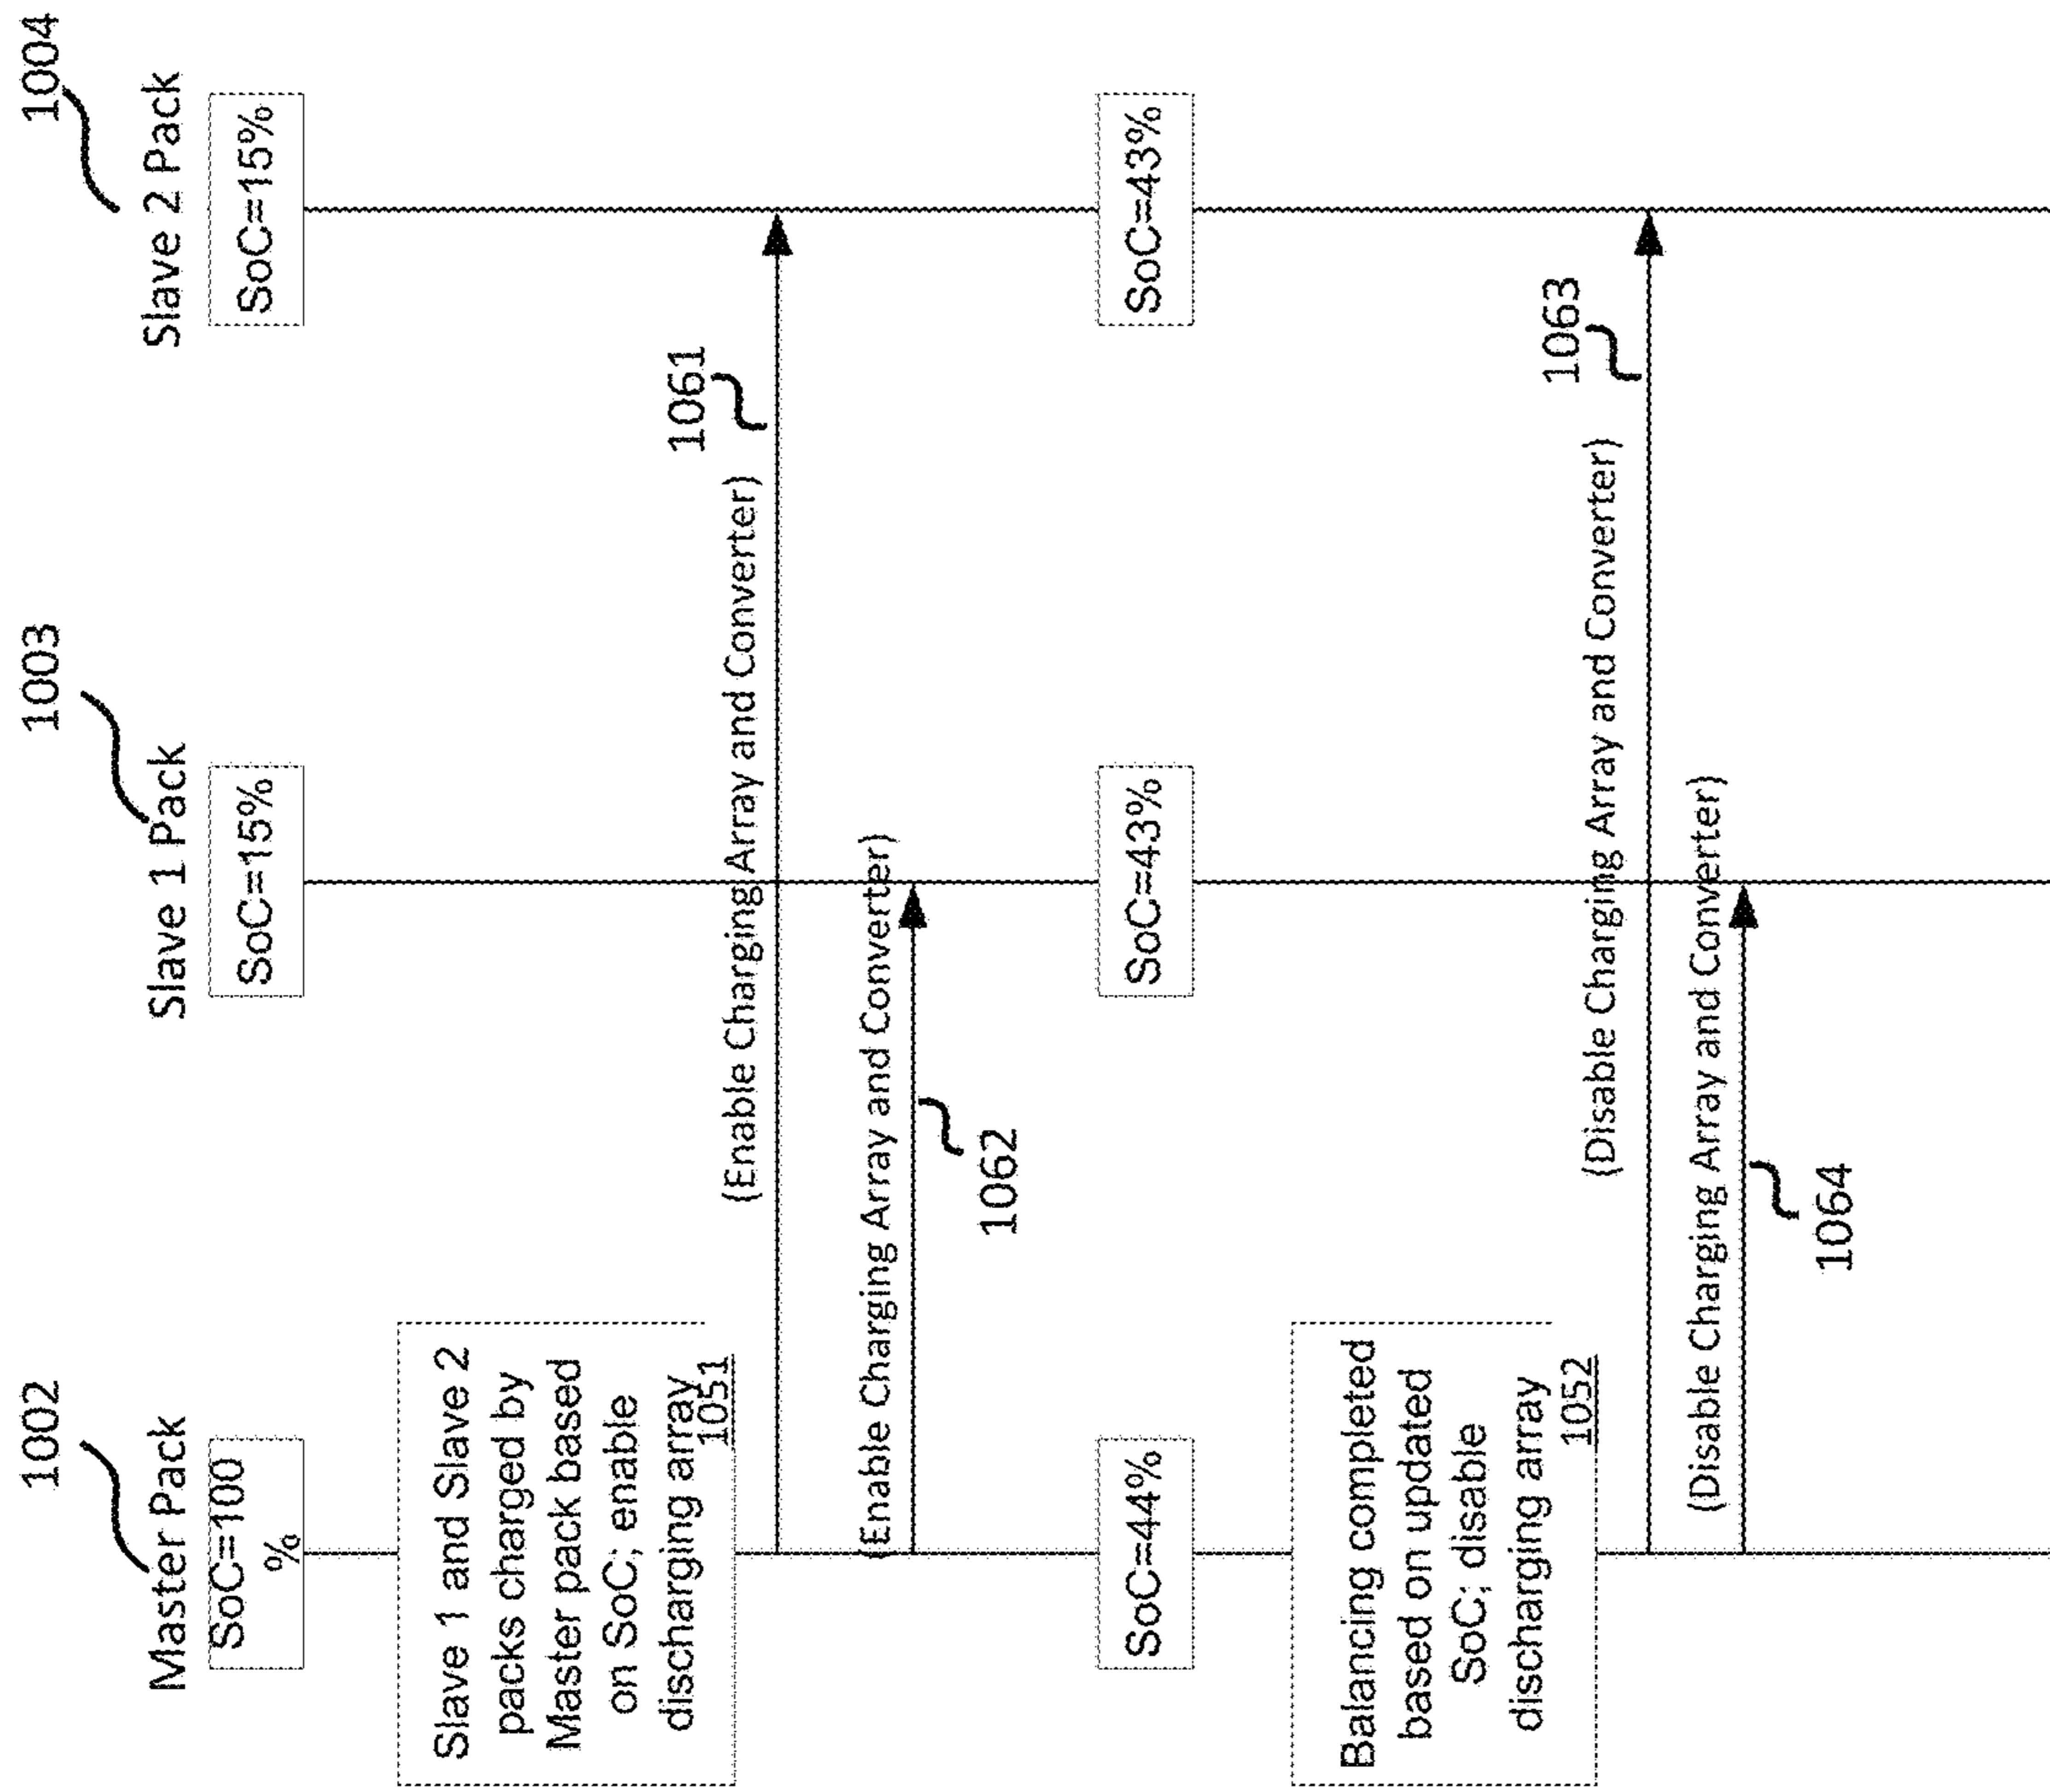 1002
1003
1004
Master Pack
Slave 1 Pack
Slave 2 Pack
SoC=100
%
SoC=15%
SoC=15%
Slave 1 and Slave 2
packs charged by
Master pack based
on SoC; enable
discharging array
1051
(Enable Charging Array and Converter)
1061
(Enable Charging Array and Converter)
1062
SoC=44%
SoC=43%
SoC=43%
Balancing completed
based on updated
SoC; disable
discharging array
1052
(Disable Charging Array and Converter)
1063
(Disable Charging Array and Converter)
1064